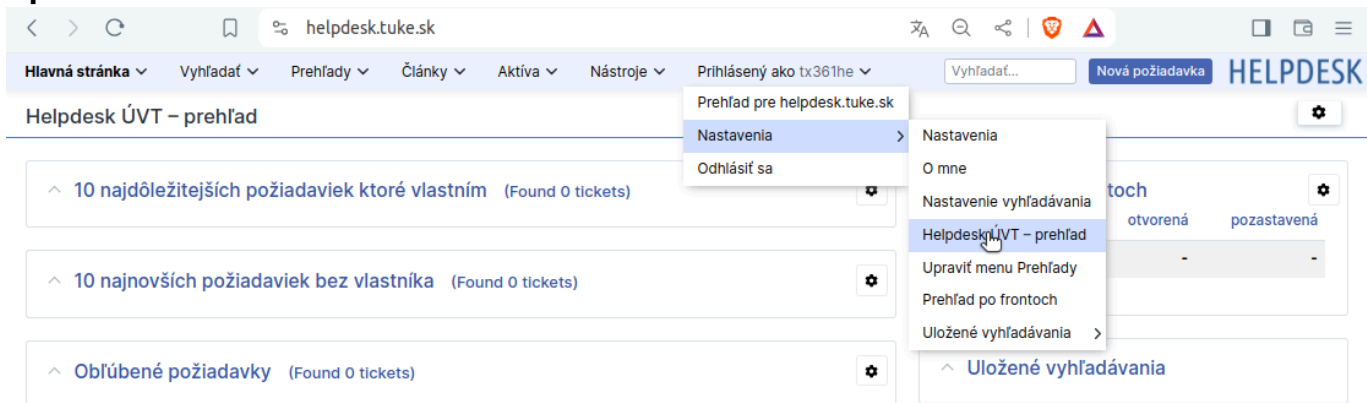 helpdesk.tuke.sk
Hlavná stránka Vyhľadať Prehľady Články Aktíva Nástroje Prihlásený ako tx361he Vyhľadať... Nová požiadavka HELPDESK
Prehľad pre helpdesk.tuke.sk
Helpdesk ÚVT – prehľad
Nastavenia
Nastavenia
Odhlásiť sa
O mne
10 najdôležitejších požiadaviek ktoré vlastním (Found 0 tickets)
Nastavenie vyhľadávania
toch
otvorená pozastavená
Helpdesk ÚVT – prehľad
- -
Upraviť menu Prehľady
10 najnovších požiadaviek bez vlastníka (Found 0 tickets)
Prehľad po frontoch
Uložené vyhľadávania
Obľúbené požiadavky (Found 0 tickets)
Uložené vyhľadávania